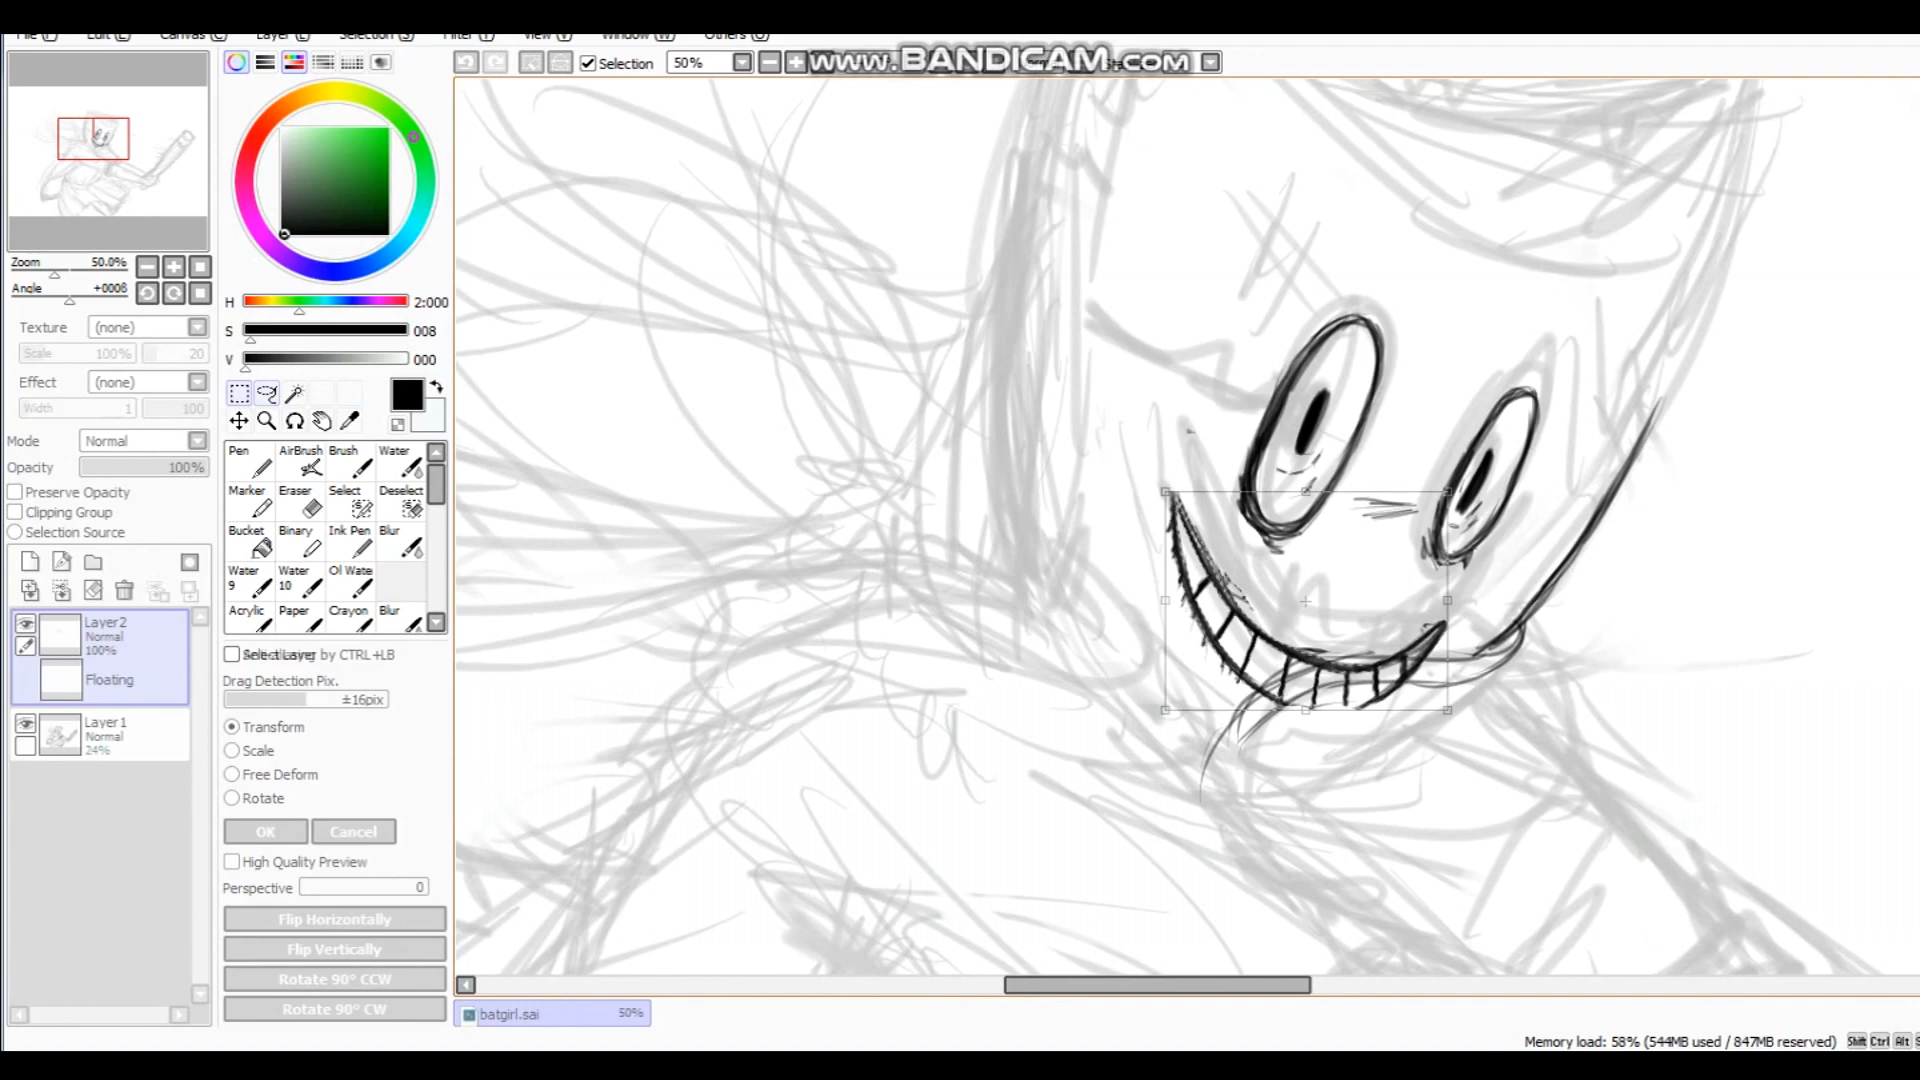 File (F) Edit (E) Canvas (C) Layer (L) Selection (S) Filter (T) View (V) Window (W) Others (O)
Selection 50%
www.BANDICAM.com
Zoom 50.0%
Angle +0008
H 2:000
S 008
V 000
Texture (none)
Scale 100% 20
Effect (none)
Width 1 100
Mode Normal
Opacity 100%
Preserve Opacity
Clipping Group
Selection Source
Pen AirBrush Brush Water
Marker Eraser Select Deselect
Bucket Binary Ink Pen Blur
Water 9 Water 10 Ol Wate
Acrylic Paper Crayon Blur
Layer2
Normal
100%
Floating
Layer1
Normal
24%
Select Layer by CTRL+LB
Drag Detection Pix.
±16pix
Transform
Scale
Free Deform
Rotate
OK Cancel
High Quality Preview
Perspective 0
Flip Horizontally
Flip Vertically
Rotate 90° CCW
Rotate 90° CW
batgirl.sai 50%
Memory load: 58% (544MB used / 847MB reserved) Shift Ctrl Alt